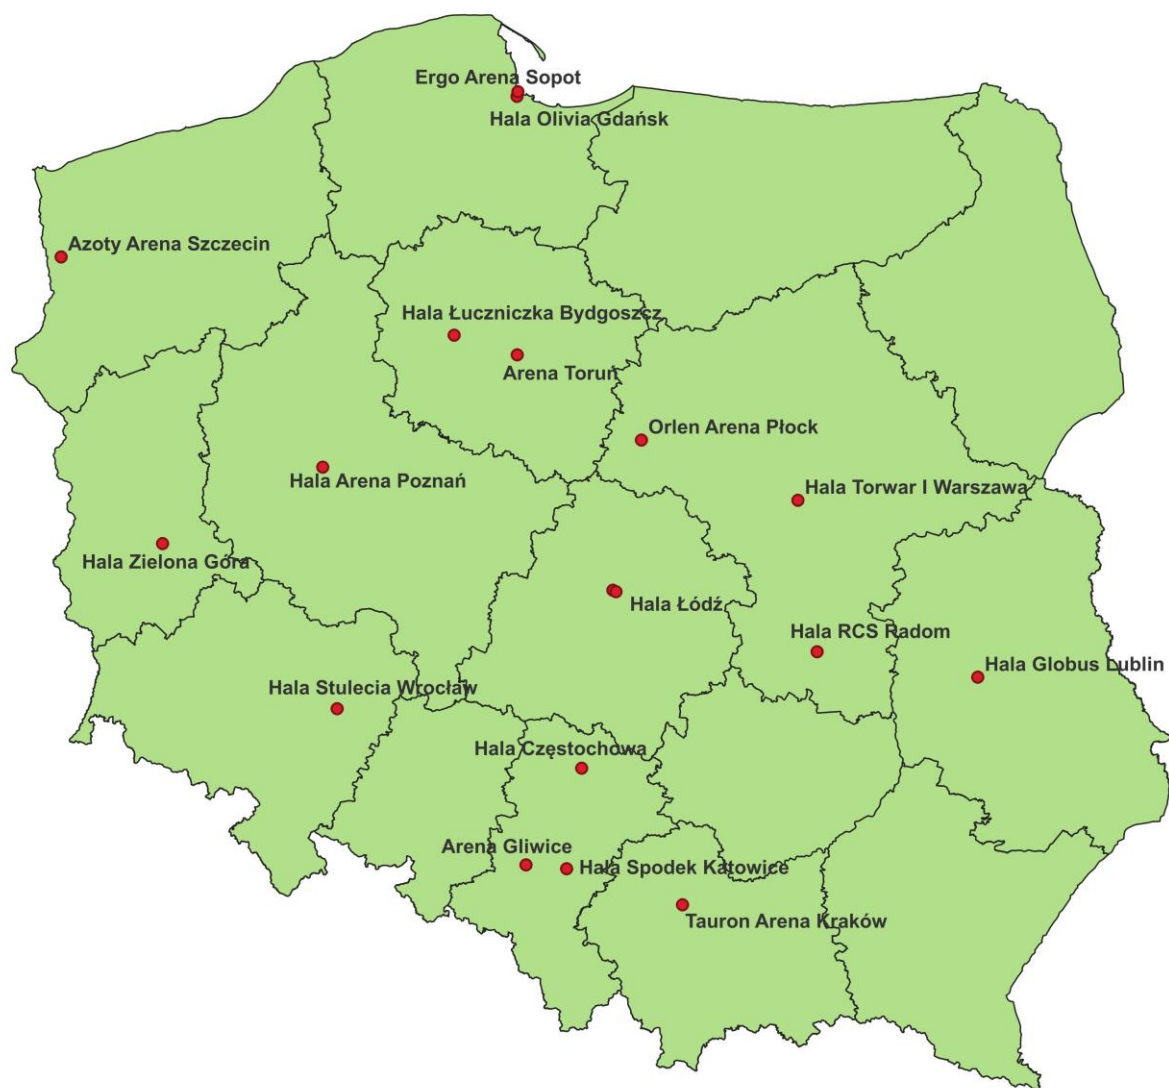 Ergo Arena Sopot
Hala Olivia Gdańsk
Azoty Arena Szczecin
Hala Łuczniczka Bydgoszcz
Arena Toruń
Orlen Arena Płock
Hala Arena Poznań
Hala Torwar I Warszawa
Hala Zielona Góra
Hala Łódź
Hala RCS Radom
Hala Globus Lublin
Hala Stulecia Wrocław
Hala Częstochowa
Arena Gliwice
Hala Spodek Katowice
Tauron Arena Kraków